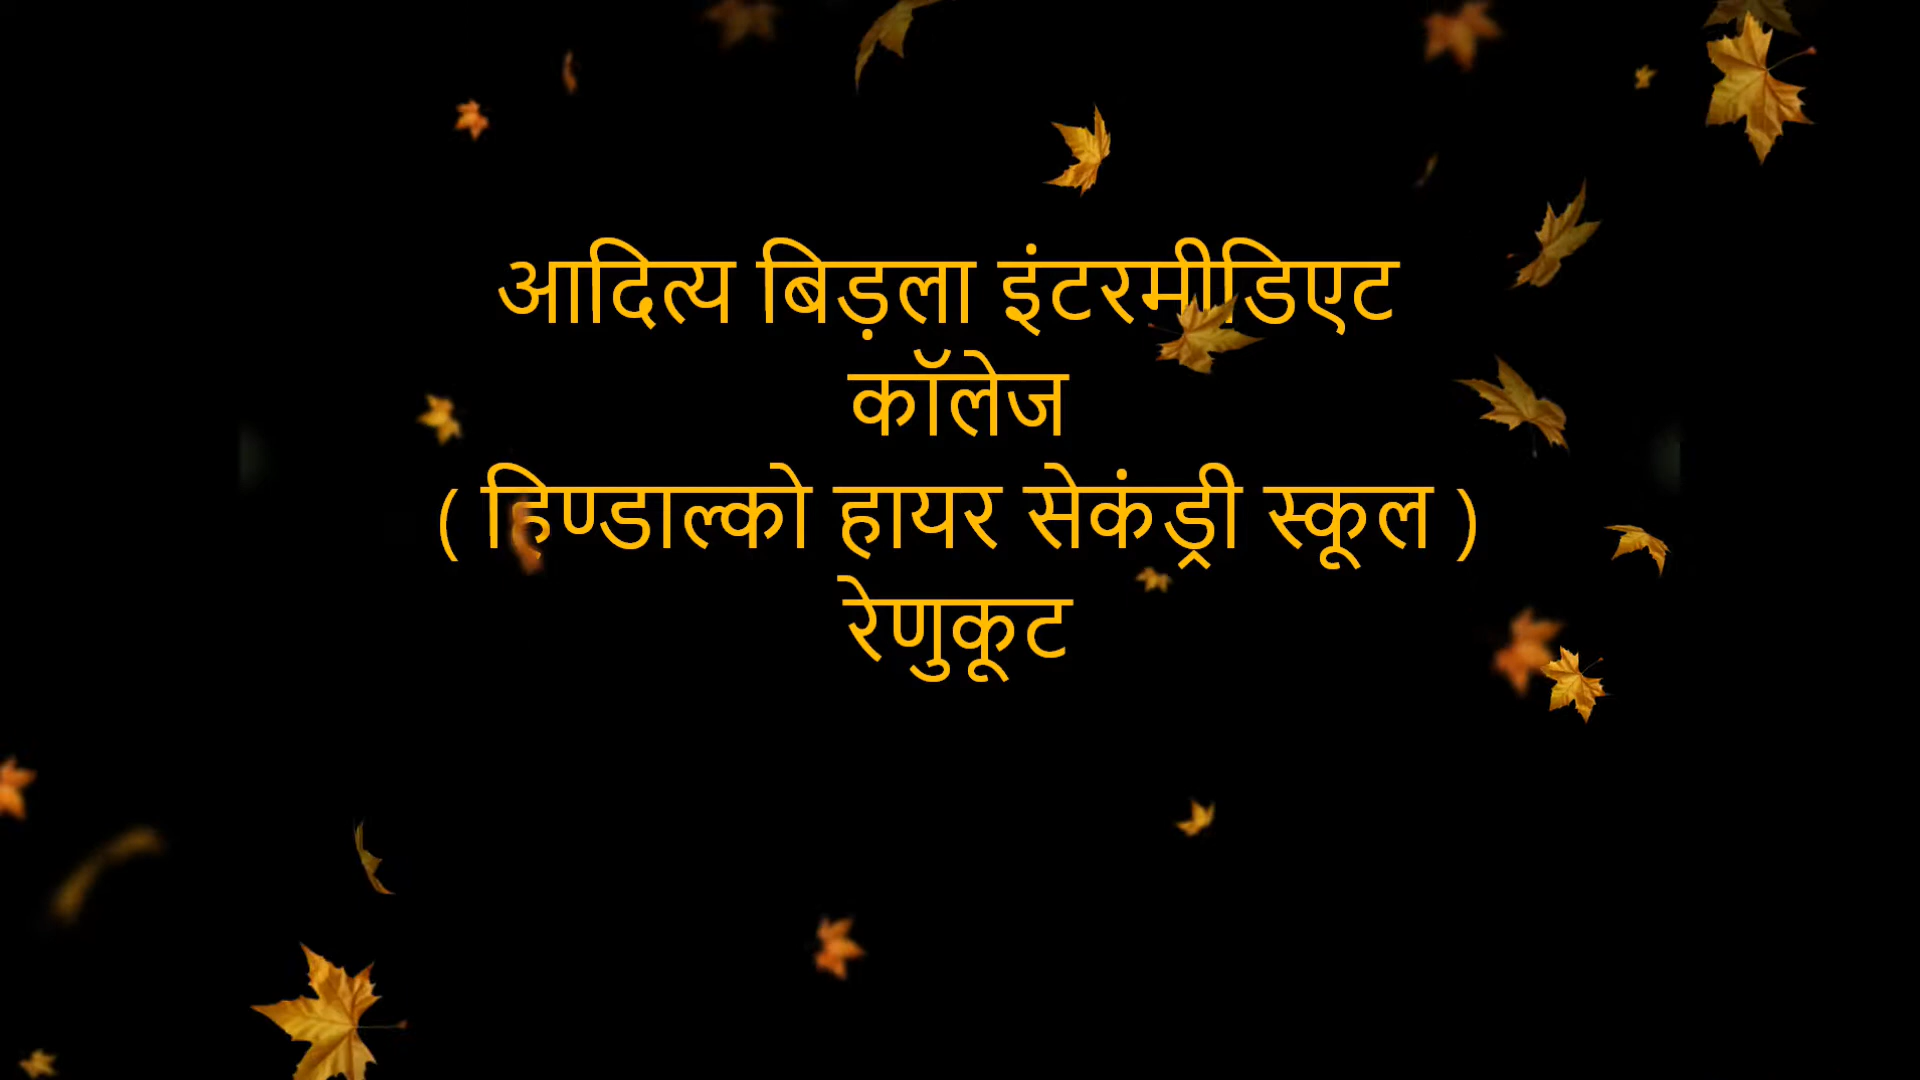 आदित्य बिड़ला इंटरमीडिएट
कॉलेज
( हिण्डाल्को हायर सेकंड्री स्कूल )
रेणुकूट